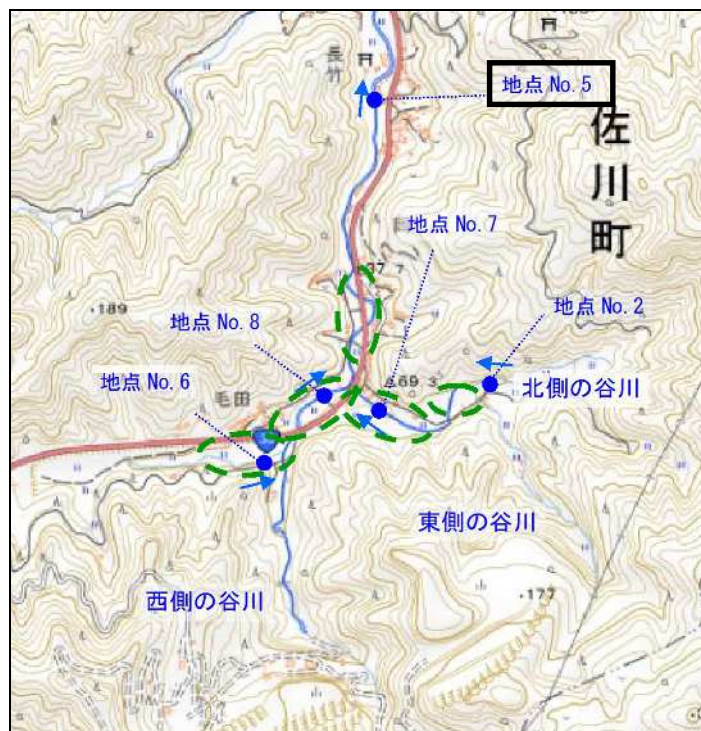 長竹
地点 No.5
佐川町
地点 No.7
地点 No.8
地点 No.2
地点 No.6
・189
毛田
北側の谷川
東側の谷川
西側の谷川
・177